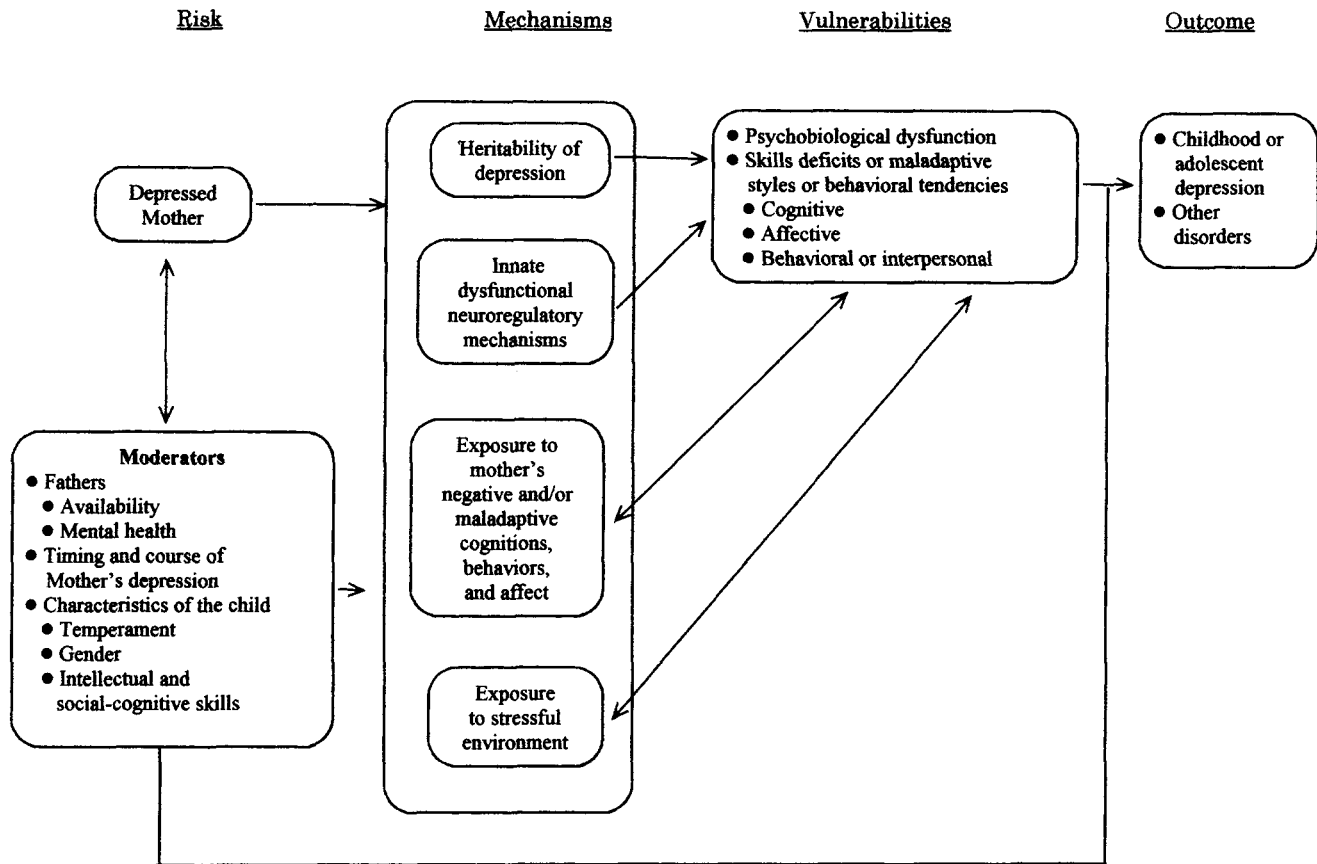 Risk
Mechanisms
Vulnerabilities
Outcome
Depressed
Mother
Moderators
● Fathers
● Availability
● Mental health
● Timing and course of
Mother's depression
● Characteristics of the child
● Temperament
● Gender
● Intellectual and
social-cognitive skills
Heritability of
depression
Innate
dysfunctional
neuroregulatory
mechanisms
Exposure to
mother's
negative and/or
maladaptive
cognitions,
behaviors,
and affect
Exposure
to stressful
environment
● Psychobiological dysfunction
● Skills deficits or maladaptive
styles or behavioral tendencies
● Cognitive
● Affective
● Behavioral or interpersonal
● Childhood or
adolescent
depression
● Other
disorders